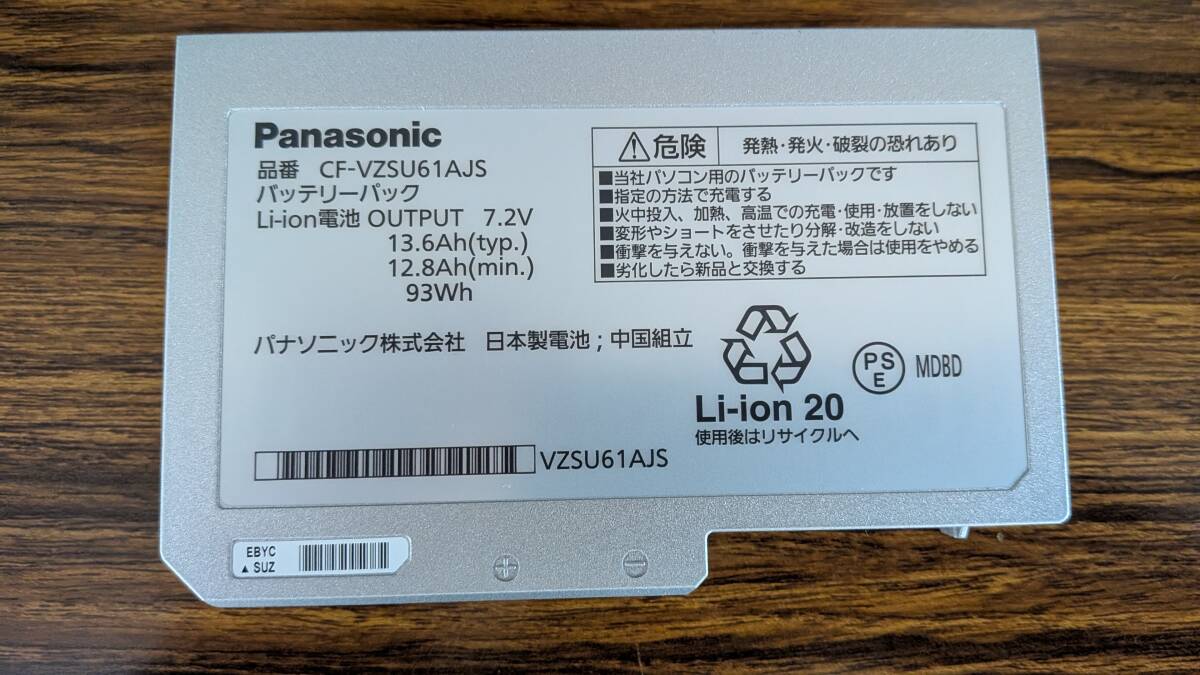 Panasonic
品番 CF-VZSU61AJS
バッテリーパック
Li-ion電池 OUTPUT 7.2V
13.6Ah(typ.)
12.8Ah(min.)
93Wh
⚠危険 発熱・発火・破裂の恐れあり
■当社パソコン用のバッテリーパックです
■指定の方法で充電する
■火中投入、加熱、高温での充電・使用・放置をしない
■変形やショートをさせたり分解・改造をしない
■衝撃を与えない。衝撃を与えた場合は使用をやめる
■劣化したら新品と交換する
パナソニック株式会社 日本製電池；中国組立
Li-ion 20
使用後はリサイクルへ
PS
E
MDBD
VZSU61AJS
EBYC
▲ SUZ
⊕ ⊖